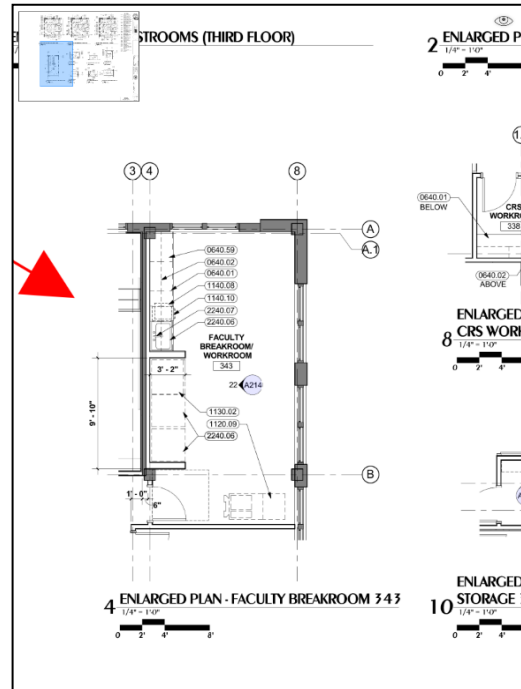 STROOMS (THIRD FLOOR)
2 ENLARGED P
1/4" = 1'0"
0 2' 4'
3 4 8
A
A.1
0640.59
0640.02
0640.01
1140.08
1140.10
2240.07
2240.06
FACULTY
BREAKROOM/
WORKROOM
343
3' - 2"
22 A214
9' - 10"
1130.02
2240.06
1120.09
B
1' - 0"
6"
4 ENLARGED PLAN - FACULTY BREAKROOM 343
1/4" = 1'0"
0 2' 4' 8'
0640.01
BELOW
CRS
WORKRO
338
0640.02
ABOVE
ENLARGED
8 CRS WORK
1/4" = 1'0"
0 2' 4'
ENLARGED
10 STORAGE
1/4" = 1'0"
0 2' 4'